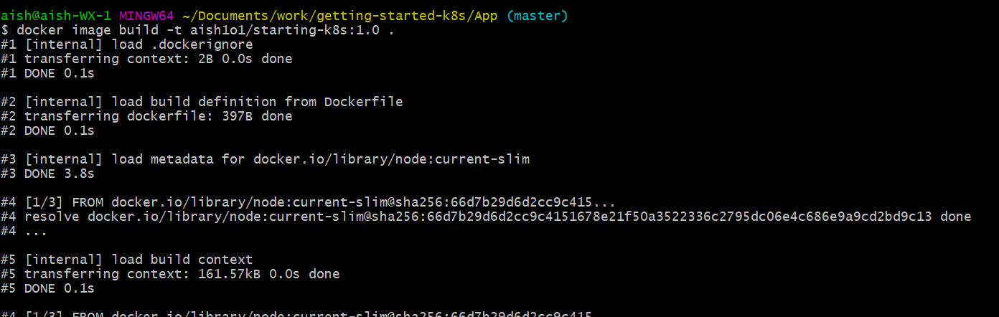 aish@aish-WX-1 MINGW64 ~/Documents/work/getting-started-k8s/App (master)
$ docker image build -t aish1o1/starting-k8s:1.0 .
#1 [internal] load .dockerignore
#1 transferring context: 2B 0.0s done
#1 DONE 0.1s
#2 [internal] load build definition from Dockerfile
#2 transferring dockerfile: 397B done
#2 DONE 0.1s
#3 [internal] load metadata for docker.io/library/node:current-slim
#3 DONE 3.8s
#4 [1/3] FROM docker.io/library/node:current-slim@sha256:66d7b29d6d2cc9c415...
#4 resolve docker.io/library/node:current-slim@sha256:66d7b29d6d2cc9c4151678e21f50a3522336c2795dc06e4c686e9a9cd2bd9c13 done
#4 ...
#5 [internal] load build context
#5 transferring context: 161.57kB 0.0s done
#5 DONE 0.1s
#4 [1/3] FROM docker.io/library/node:current-slim@sha256:66d7b29d6d2cc9c415